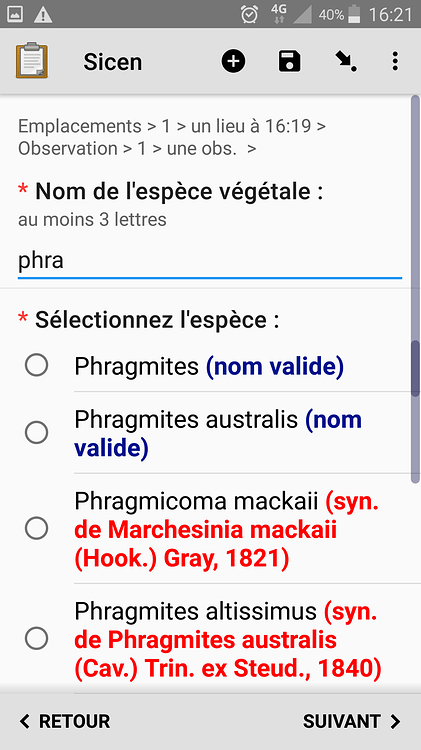 4G 40% 16:21
Sicen
Emplacements > 1 > un lieu à 16:19 >
Observation > 1 > une obs. >
* Nom de l'espèce végétale :
au moins 3 lettres
phra
* Sélectionnez l'espèce :
Phragmites (nom valide)
Phragmites australis (nom
valide)
Phragmicoma mackaii (syn.
de Marchesinia mackaii
(Hook.) Gray, 1821)
Phragmites altissimus (syn.
de Phragmites australis
(Cav.) Trin. ex Steud., 1840)
RETOUR SUIVANT